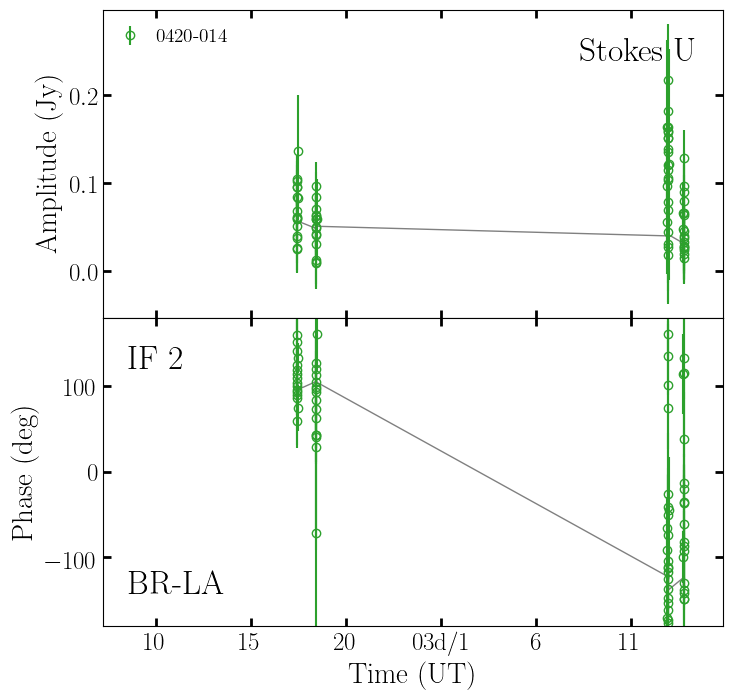 0420-014
Stokes U
Amplitude (Jy)
0.2
0.1
0.0
IF 2
Phase (deg)
100
0
−100
BR-LA
10 15 20 03d/1 6 11
Time (UT)